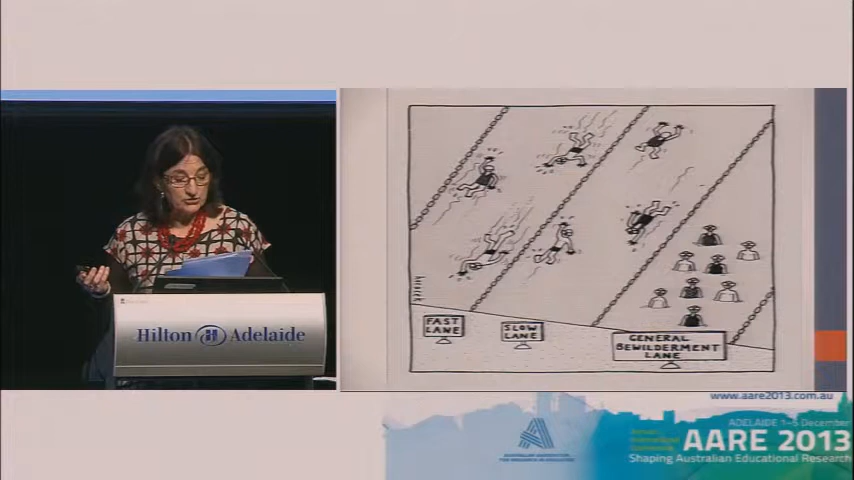 Hilton Adelaide
FAST
LANE
SLOW
LANE
GENERAL
BEWILDERMENT
LANE
www.aare2013.com.au
ADELAIDE 1-5 December
AARE 2013
Shaping Australian Educational Research